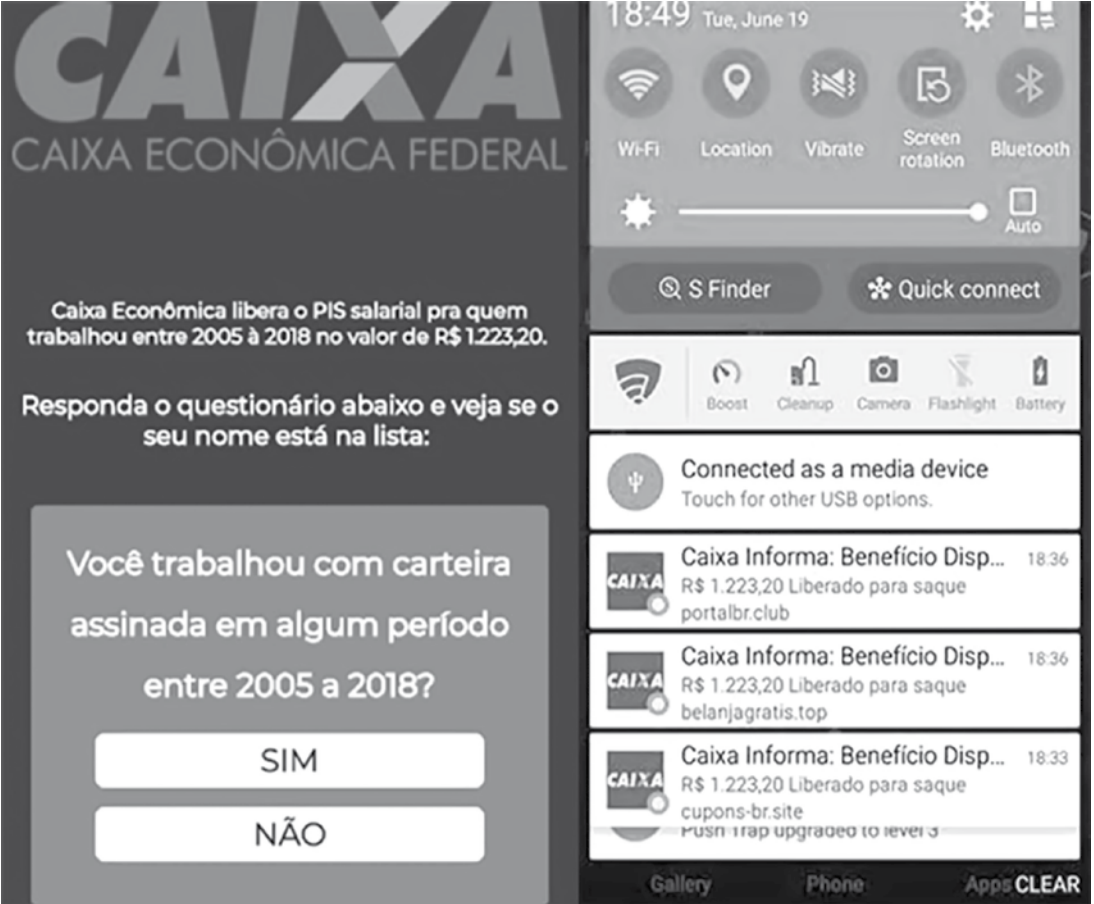 CAIXA
CAIXA ECONÔMICA FEDERAL
Caixa Econômica libera o PIS salarial pra quem
trabalhou entre 2005 à 2018 no valor de R$ 1.223,20.
Responda o questionário abaixo e veja se o
seu nome está na lista:
Você trabalhou com carteira
assinada em algum período
entre 2005 a 2018?
SIM
NÃO
18:49 Tue, June 19
Wi-Fi Location Vibrate Screen rotation Bluetooth
Auto
S Finder Quick connect
Boost Cleanup Camera Flashlight Battery
Connected as a media device
Touch for other USB options.
CAIXA
Caixa Informa: Benefício Disp... 18:36
R$ 1.223,20 Liberado para saque
portalbr.club
CAIXA
Caixa Informa: Benefício Disp... 18:36
R$ 1.223,20 Liberado para saque
belanjagratis.top
CAIXA
Caixa Informa: Benefício Disp... 18:33
R$ 1.223,20 Liberado para saque
cupons-br.site
Push Trap upgraded to level 3
Gallery Phone Apps CLEAR